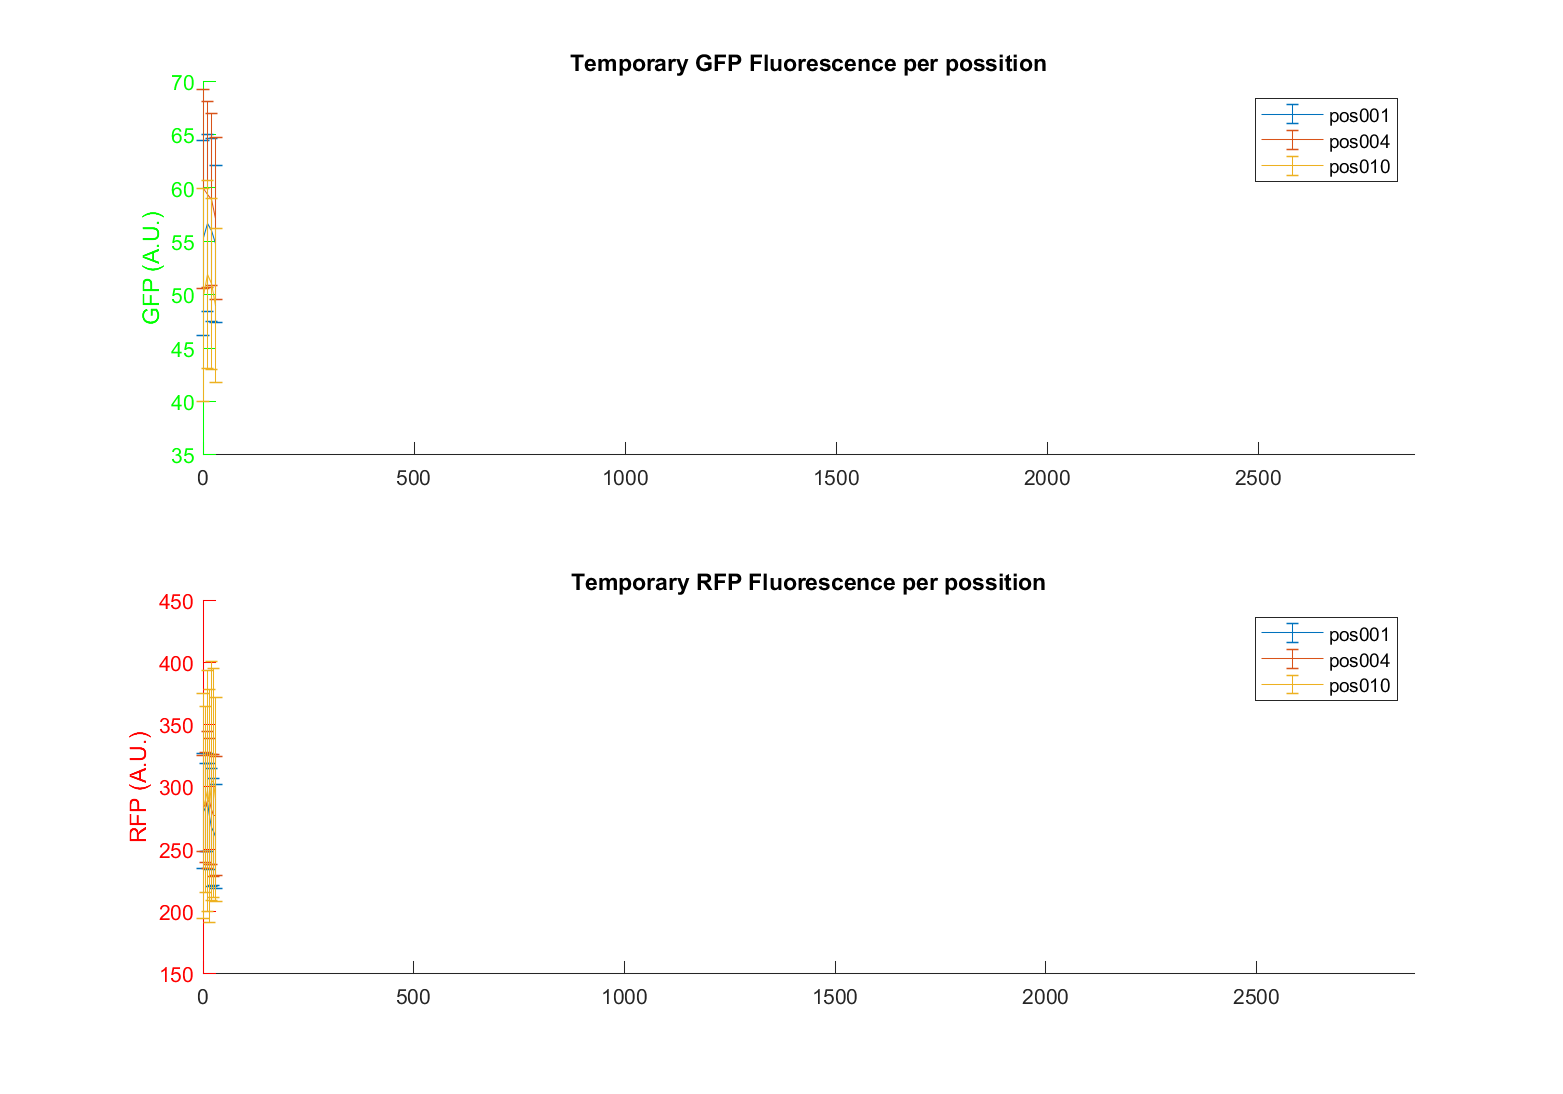 Temporary GFP Fluorescence per possition
70
65
60
55
50
45
40
35
GFP (A.U.)
0 500 1000 1500 2000 2500
pos001
pos004
pos010
Temporary RFP Fluorescence per possition
450
400
350
300
250
200
150
RFP (A.U.)
0 500 1000 1500 2000 2500
pos001
pos004
pos010